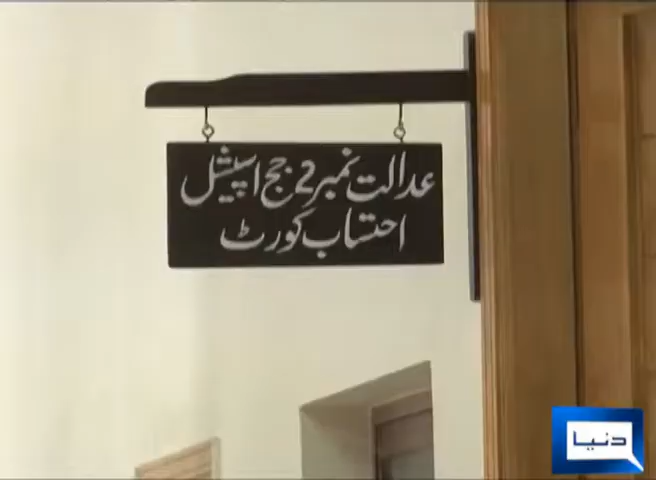 عدالت نمبر 2 جج اسپیشل
احتساب کورٹ
دنیا